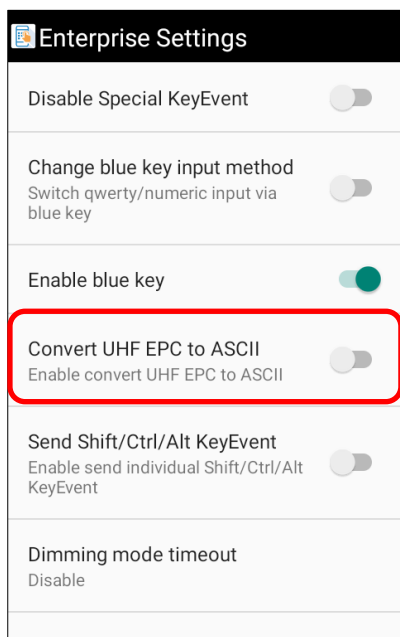 Enterprise Settings
Disable Special KeyEvent
Change blue key input method
Switch qwerty/numeric input via
blue key
Enable blue key
Convert UHF EPC to ASCII
Enable convert UHF EPC to ASCII
Send Shift/Ctrl/Alt KeyEvent
Enable send individual Shift/Ctrl/Alt
KeyEvent
Dimming mode timeout
Disable